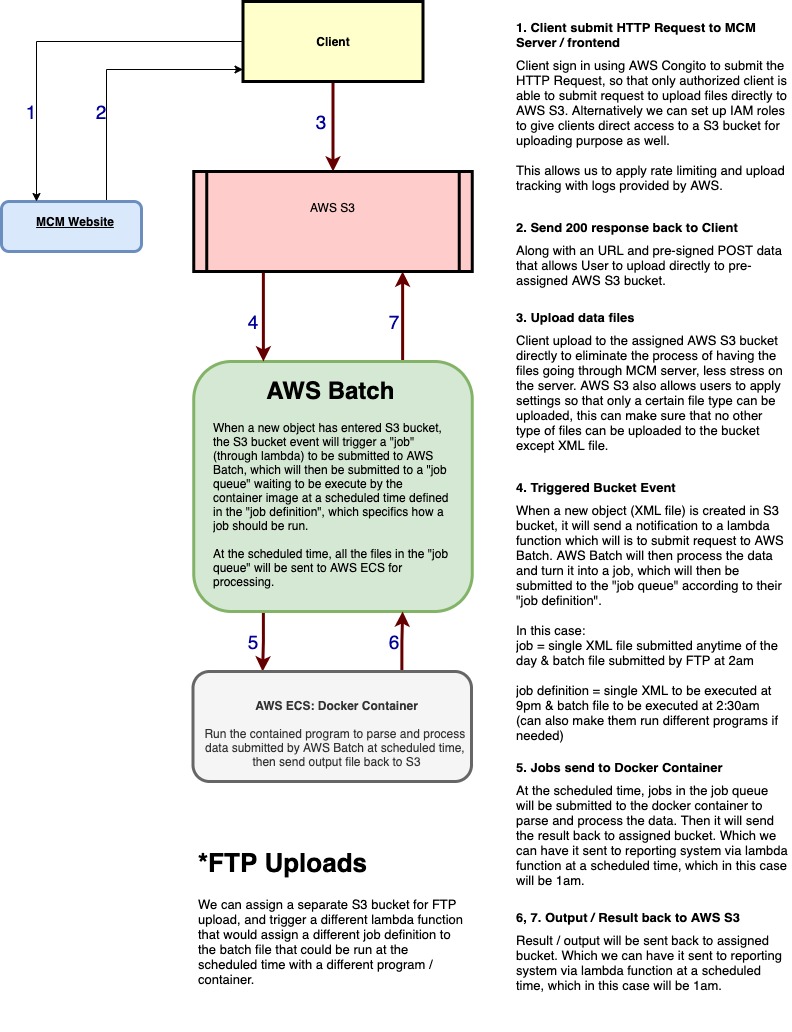 Client
1
2
3
MCM Website
AWS S3
4
7
AWS Batch
When a new object has entered S3 bucket,
the S3 bucket event will trigger a "job"
(through lambda) to be submitted to AWS
Batch, which will then be submitted to a "job
queue" waiting to be execute by the
container image at a scheduled time defined
in the "job definition", which specifics how a
job should be run.
At the scheduled time, all the files in the "job
queue" will be sent to AWS ECS for
processing.
5
6
AWS ECS: Docker Container
Run the contained program to parse and process
data submitted by AWS Batch at scheduled time,
then send output file back to S3
*FTP Uploads
We can assign a separate S3 bucket for FTP
upload, and trigger a different lambda function
that would assign a different job definition to
the batch file that could be run at the
scheduled time with a different program /
container.
1. Client submit HTTP Request to MCM
Server / frontend
Client sign in using AWS Congito to submit the
HTTP Request, so that only authorized client is
able to submit request to upload files directly to
AWS S3. Alternatively we can set up IAM roles
to give clients direct access to a S3 bucket for
uploading purpose as well.
This allows us to apply rate limiting and upload
tracking with logs provided by AWS.
2. Send 200 response back to Client
Along with an URL and pre-signed POST data
that allows User to upload directly to pre-
assigned AWS S3 bucket.
3. Upload data files
Client upload to the assigned AWS S3 bucket
directly to eliminate the process of having the
files going through MCM server, less stress on
the server. AWS S3 also allows users to apply
settings so that only a certain file type can be
uploaded, this can make sure that no other
type of files can be uploaded to the bucket
except XML file.
4. Triggered Bucket Event
When a new object (XML file) is created in S3
bucket, it will send a notification to a lambda
function which will is to submit request to AWS
Batch. AWS Batch will then process the data
and turn it into a job, which will then be
submitted to the "job queue" according to their
"job definition".
In this case:
job = single XML file submitted anytime of the
day & batch file submitted by FTP at 2am
job definition = single XML to be executed at
9pm & batch file to be executed at 2:30am
(can also make them run different programs if
needed)
5. Jobs send to Docker Container
At the scheduled time, jobs in the job queue
will be submitted to the docker container to
parse and process the data. Then it will send
the result back to assigned bucket. Which we
can have it sent to reporting system via lambda
function at a scheduled time, which in this case
will be 1am.
6, 7. Output / Result back to AWS S3
Result / output will be sent back to assigned
bucket. Which we can have it sent to reporting
system via lambda function at a scheduled
time, which in this case will be 1am.